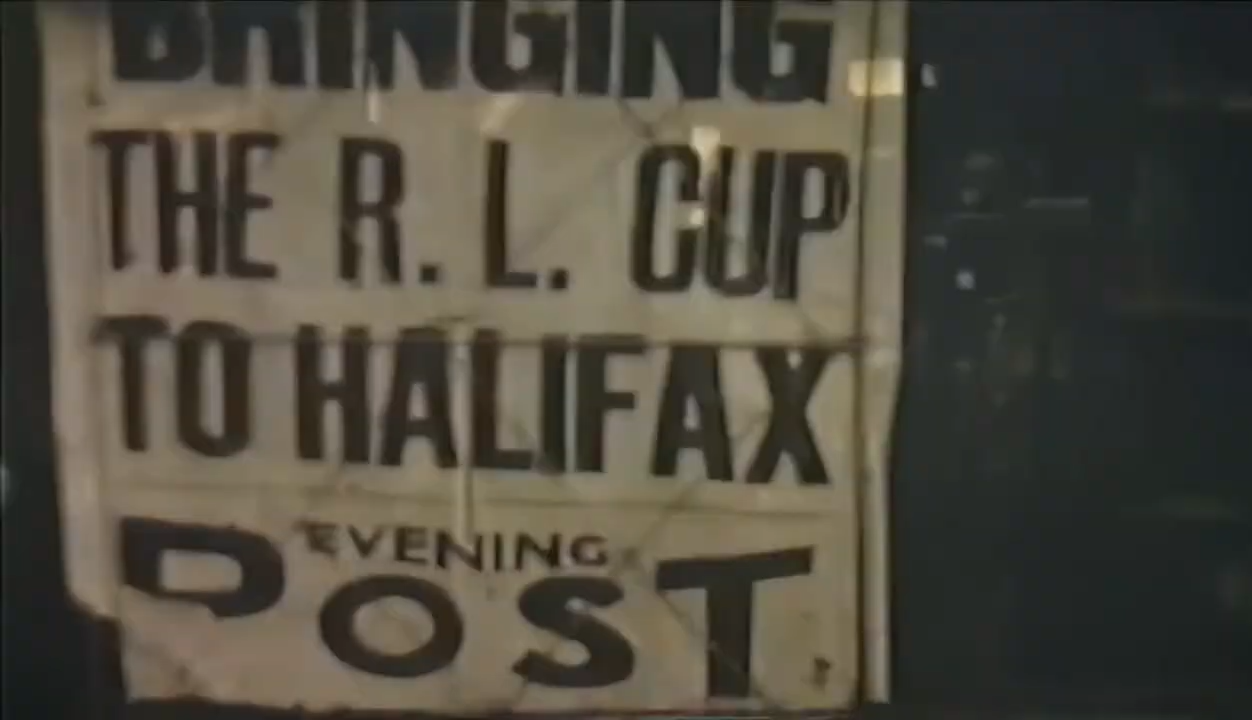 BRINGING
THE R. L. CUP
TO HALIFAX
EVENING
POST